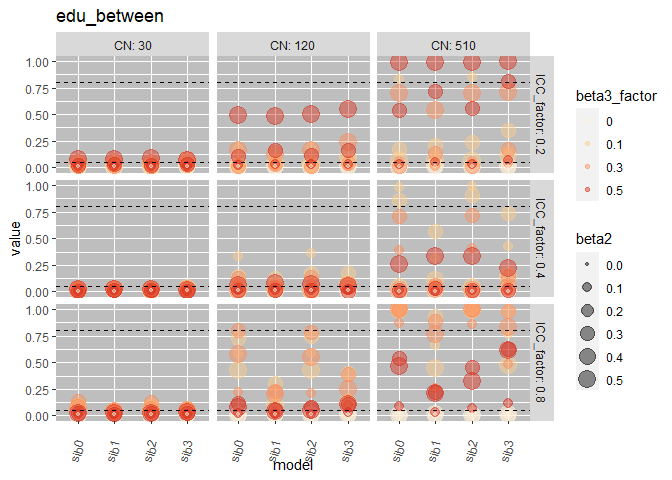 edu_between
CN: 30
CN: 120
CN: 510
1.00
0.75
0.50
0.25
0.00
ICC_factor: 0.2
1.00
0.75
0.50
0.25
0.00
ICC_factor: 0.4
1.00
0.75
0.50
0.25
0.00
ICC_factor: 0.8
value
sib0 sib1 sib2 sib3
sib0 sib1 sib2 sib3
sib0 sib1 sib2 sib3
model
beta3_factor
0
0.1
0.3
0.5
beta2
0.0
0.1
0.2
0.3
0.4
0.5